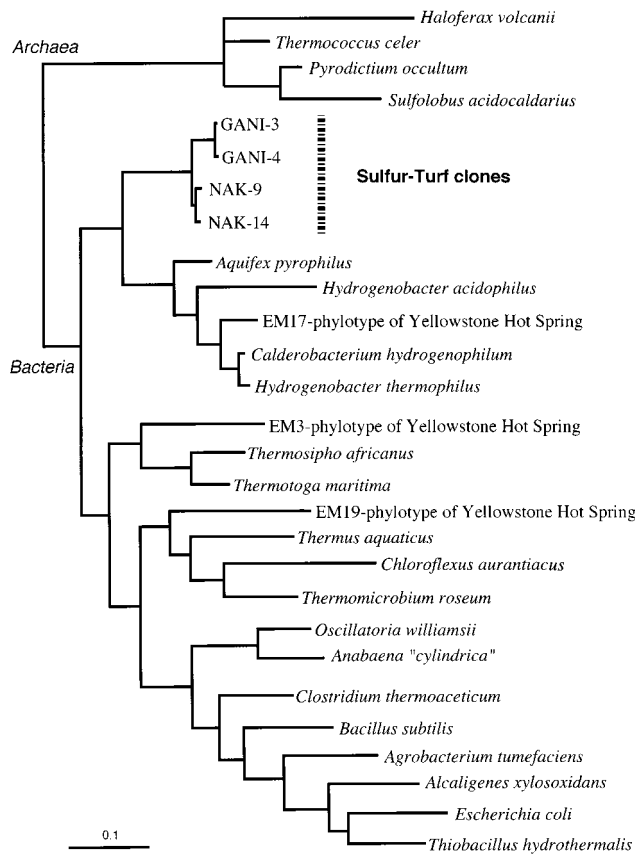 Haloferax volcanii
Archaea
Thermococcus celer
Pyrodictium occultum
Sulfolobus acidocaldarius
GANI-3
GANI-4
Sulfur-Turf clones
NAK-9
NAK-14
Aquifex pyrophilus
Hydrogenobacter acidophilus
EM17-phylotype of Yellowstone Hot Spring
Calderobacterium hydrogenophilum
Bacteria
Hydrogenobacter thermophilus
EM3-phylotype of Yellowstone Hot Spring
Thermosipho africanus
Thermotoga maritima
EM19-phylotype of Yellowstone Hot Spring
Thermus aquaticus
Chloroflexus aurantiacus
Thermomicrobium roseum
Oscillatoria williamsii
Anabaena "cylindrica"
Clostridium thermoaceticum
Bacillus subtilis
Agrobacterium tumefaciens
Alcaligenes xylosoxidans
Escherichia coli
Thiobacillus hydrothermalis
0.1